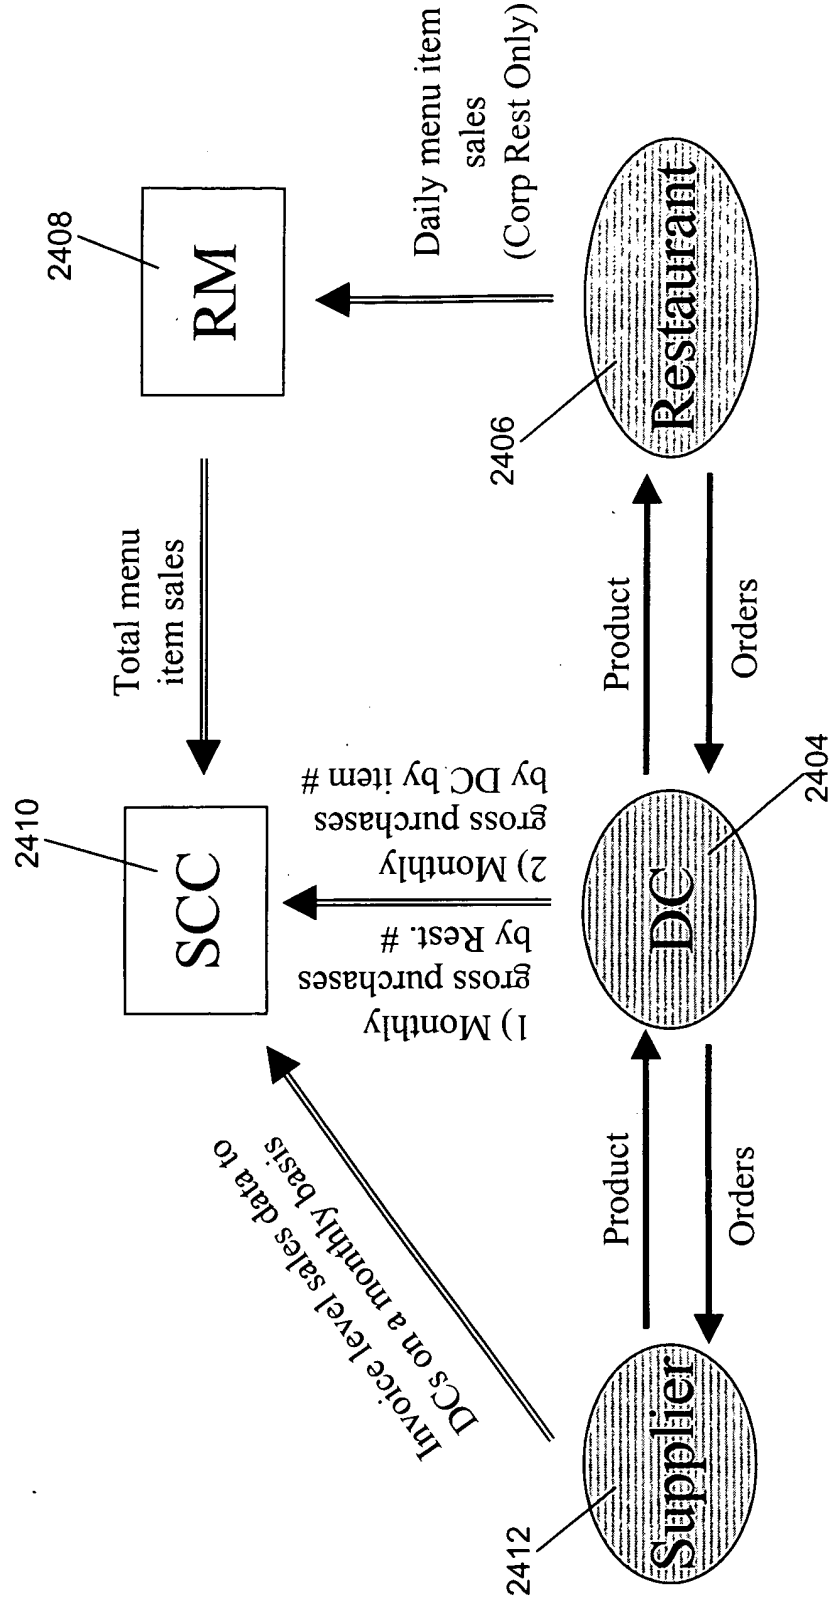 2410
SCC
Total menu
item sales
2408
RM
Invoice level sales data to
DCs on a monthly basis
1) Monthly
gross purchases
by Rest. #
2) Monthly
gross purchases
by DC by item #
Daily menu item
sales
(Corp Rest Only)
2412
Supplier
Product
Orders
DC
2404
Product
Orders
2406
Restaurant